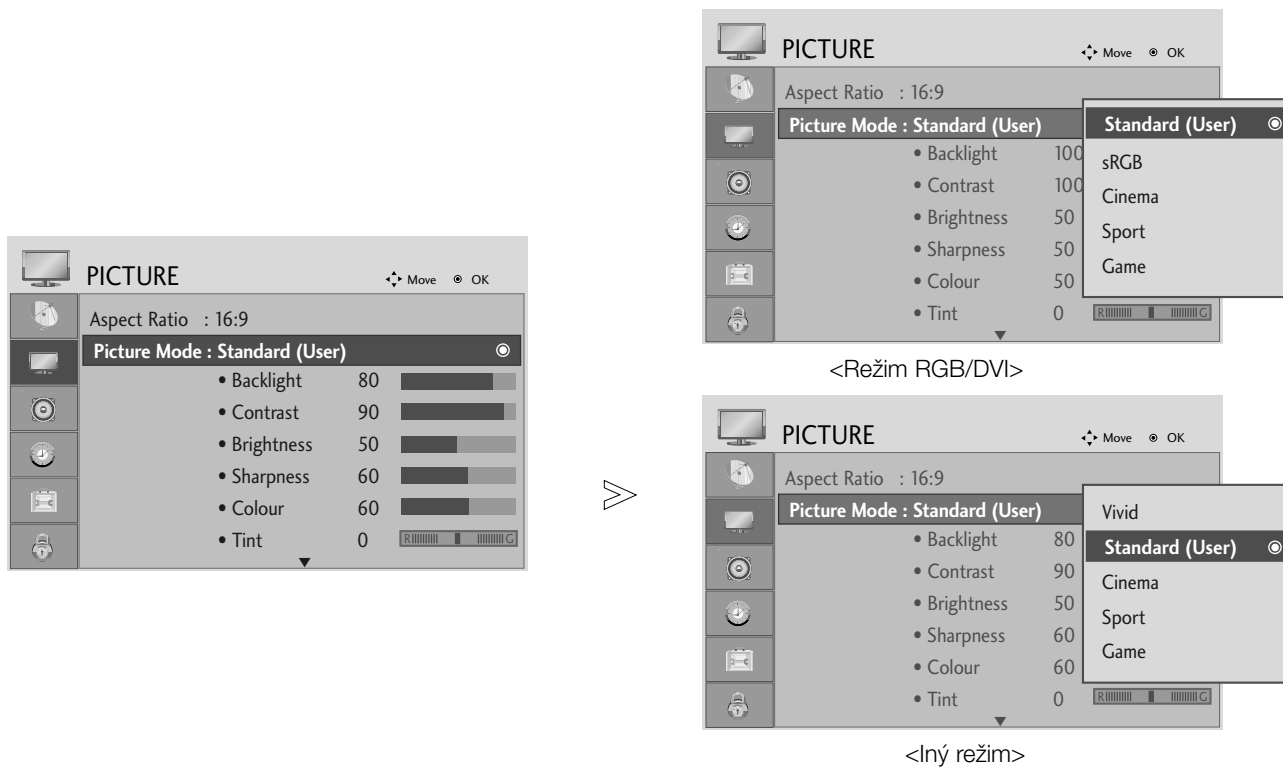 PICTURE Move OK
Aspect Ratio : 16:9
Picture Mode : Standard (User)
• Backlight 80
• Contrast 90
• Brightness 50
• Sharpness 60
• Colour 60
• Tint 0 R G
PICTURE Move OK
Aspect Ratio : 16:9
Picture Mode : Standard (User)
• Backlight 100
• Contrast 100
• Brightness 50
• Sharpness 50
• Colour 50
• Tint 0 R G
Standard (User)
sRGB
Cinema
Sport
Game
<Režim RGB/DVI>
PICTURE Move OK
Aspect Ratio : 16:9
Picture Mode : Standard (User)
• Backlight 80
• Contrast 90
• Brightness 50
• Sharpness 60
• Colour 60
• Tint 0 R G
Vivid
Standard (User)
Cinema
Sport
Game
<Iný režim>